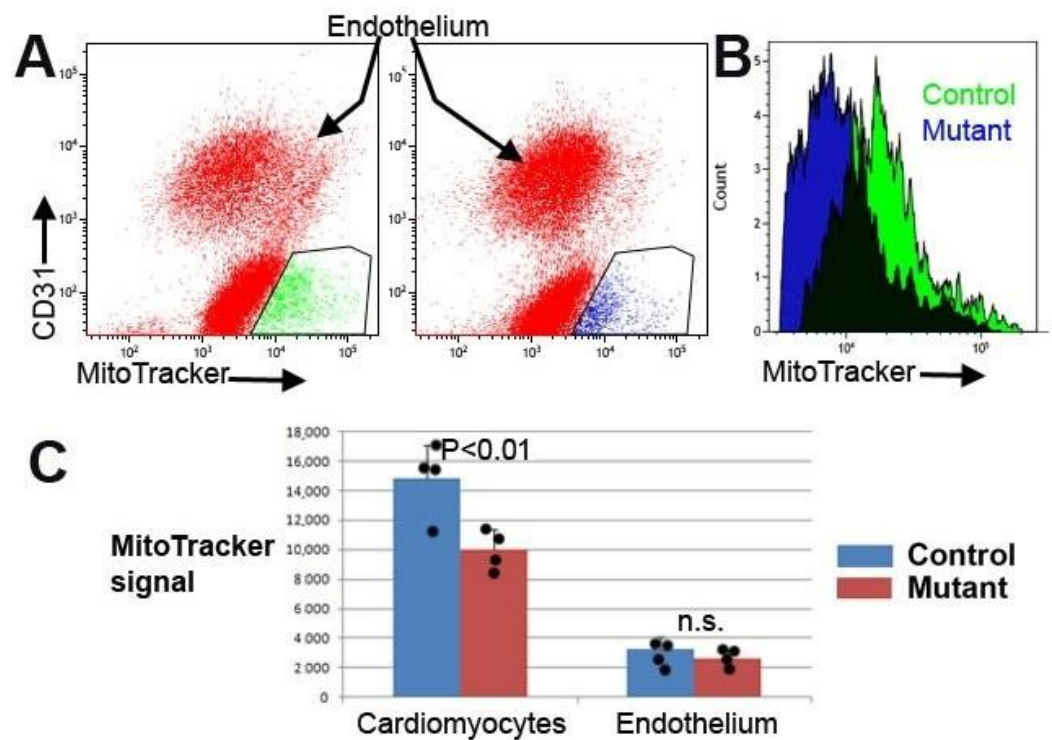 Endothelium
A
10⁵
10⁴
10³
10²
10² 10³ 10⁴ 10⁵
CD31
MitoTracker
10⁵
10⁴
10³
10²
10² 10³ 10⁴ 10⁵
B
5
4
3
2
1
0
Count
Control
Mutant
10⁴ 10⁵
MitoTracker
C
MitoTracker
signal
18,000
16,000
14,000
12,000
10,000
8 000
6 000
4 000
2 000
0
P<0.01
n.s.
Cardiomyocytes Endothelium
Control
Mutant